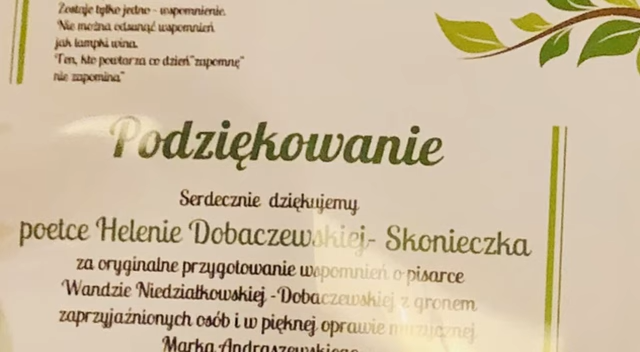 Zostaje tylko jedno - wspomnienie.
Nie można odsunąć wspomnień
jak lampki wina.
"Ten, kto powtarza co dzień "zapomnę"
nie zapomina"
Podziękowanie
Serdecznie dziękujemy
poetce Helenie Dobaczewskiej- Skonieczka
za oryginalne przygotowanie wspomnień o pisarce
Wandzie Niedziałkowskiej -Dobaczewskiej z gronem
zaprzyjaźnionych osób i w pięknej oprawie muzycznej
Marka Andraszewskiego